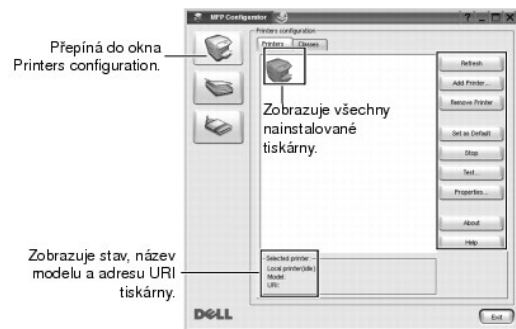 MFP Configurator
Printers configuration
Printers Classes
Přepíná do okna
Printers configuration.
Refresh
Add Printer...
Remove Printer
Zobrazuje všechny
nainstalované
tiskárny.
Set as Default
Stop
Test...
Properties...
About
Help
Zobrazuje stav, název
modelu a adresu URI
tiskárny.
Selected printer:
Local printer(idle)
Model:
URI:
DELL
Exit